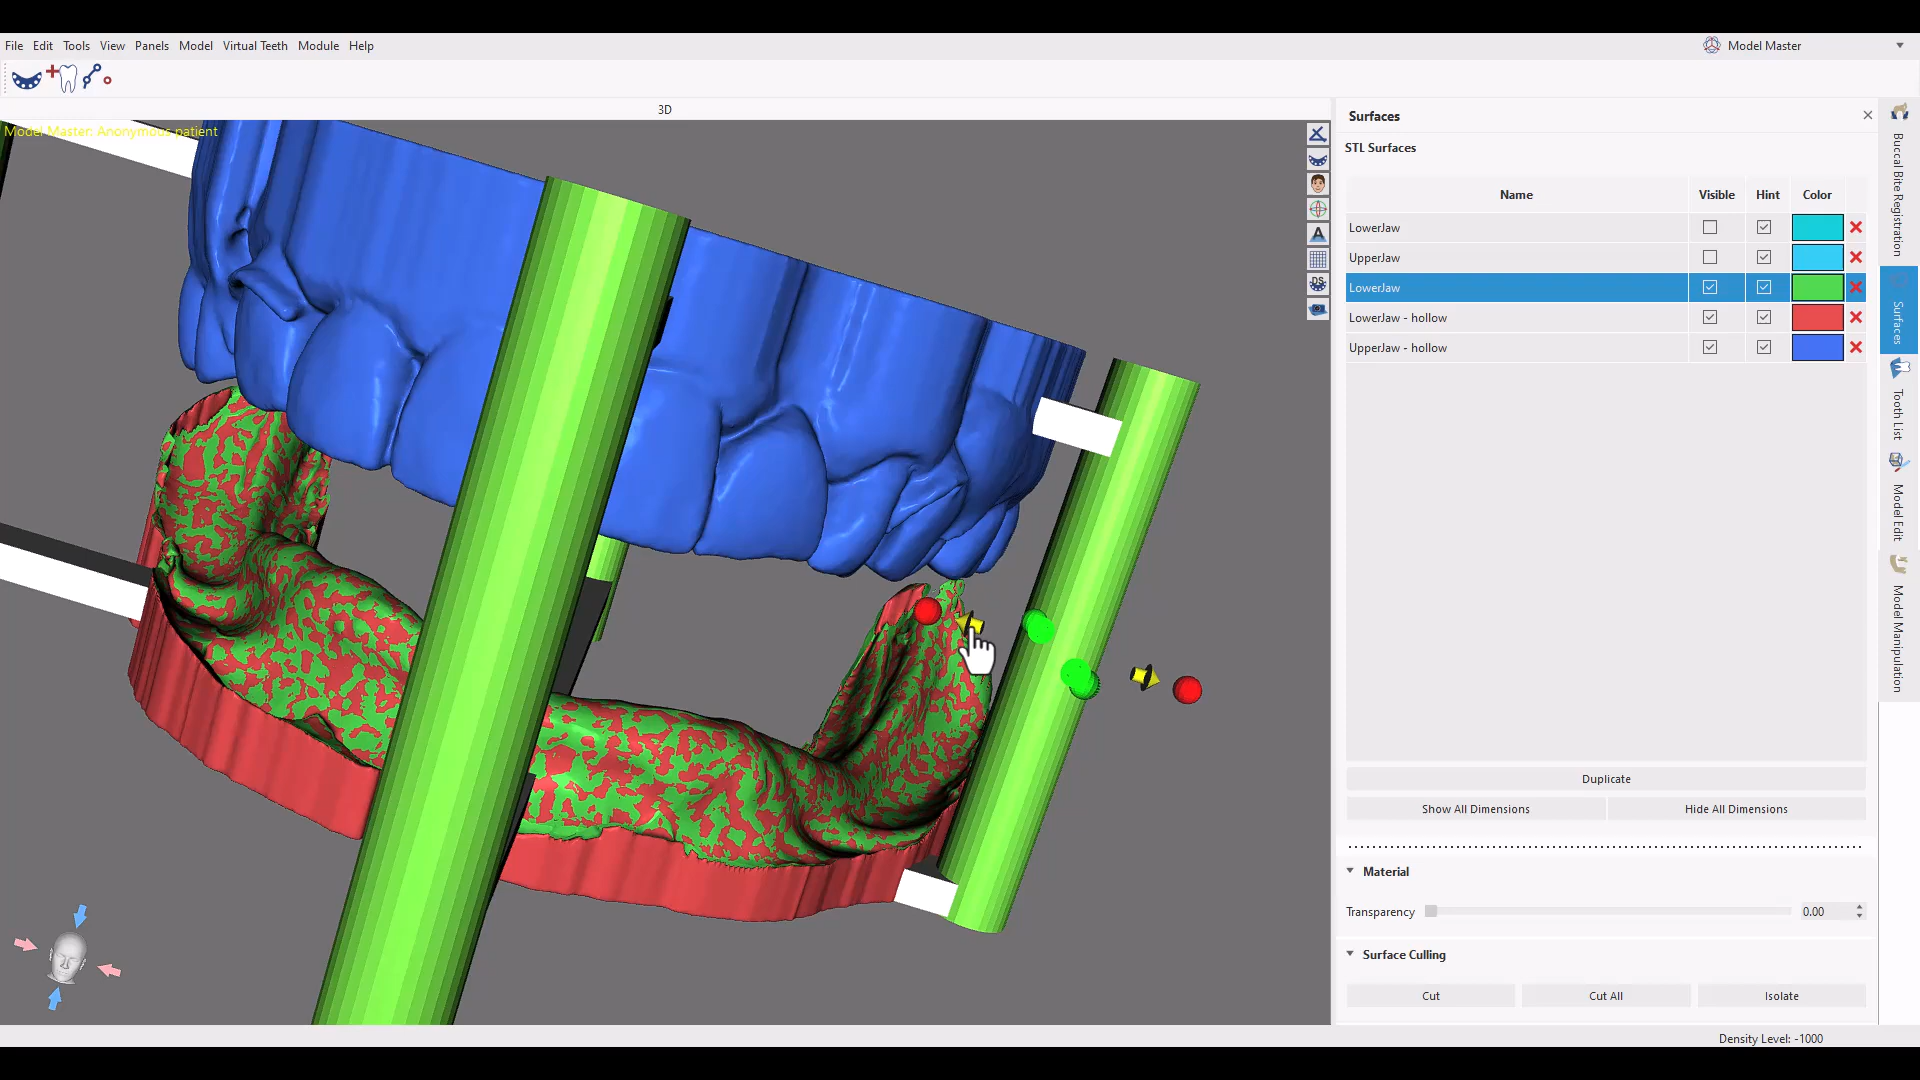 File Edit Tools View Panels Model Virtual Teeth Module Help
Model Master
3D
Model Master: Anonymous patient
A
DS
Surfaces
STL Surfaces
Name Visible Hint Color
LowerJaw
UpperJaw
LowerJaw
LowerJaw - hollow
UpperJaw - hollow
Duplicate
Show All Dimensions Hide All Dimensions
Material
Transparency 0.00
Surface Culling
Cut Cut All Isolate
Buccal Bite Registration
Surfaces
Tooth List
Model Edit
Model Manipulation
Density Level: -1000